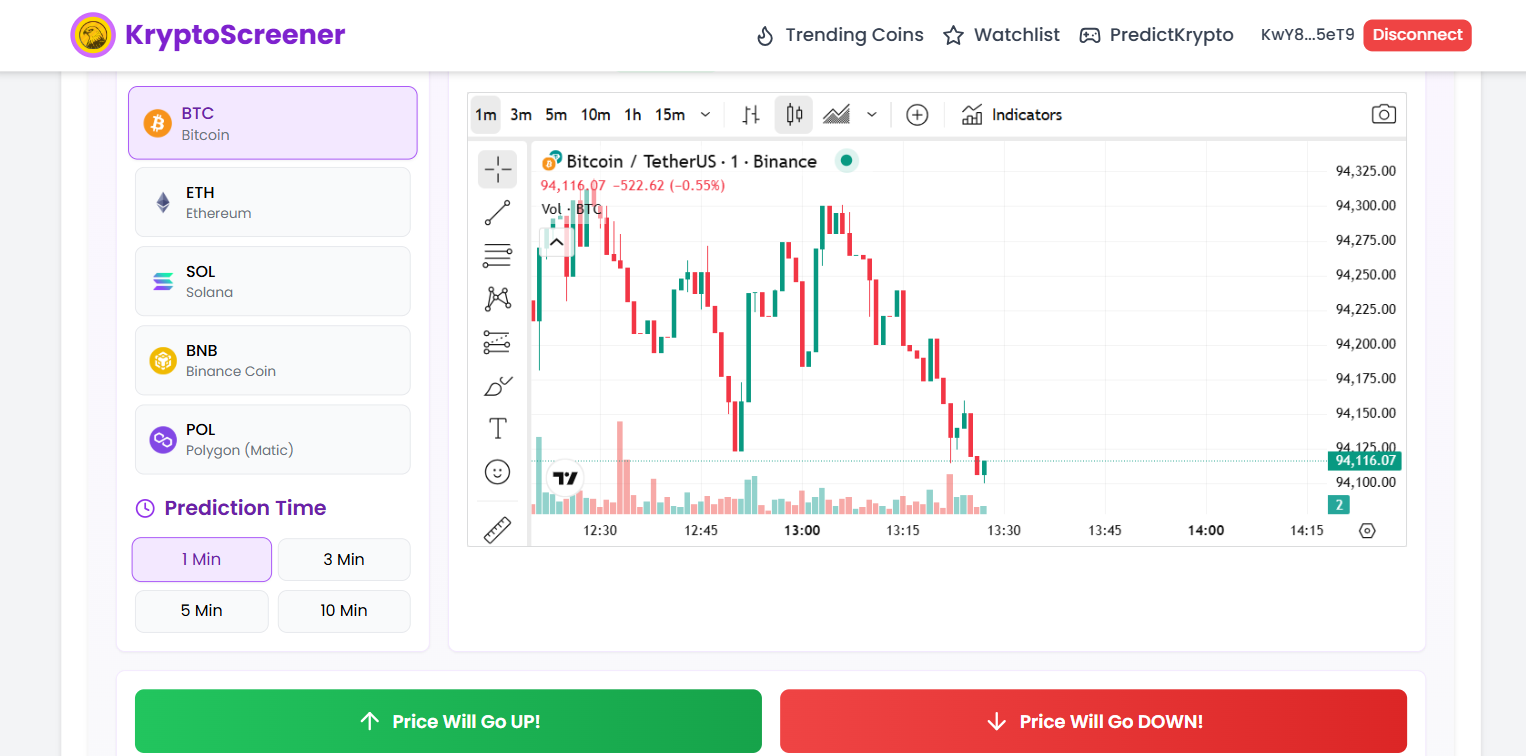 KryptoScreener
Trending Coins
Watchlist
PredictKrypto
KwY8...5eT9
Disconnect
BTC
Bitcoin
ETH
Ethereum
SOL
Solana
BNB
Binance Coin
POL
Polygon (Matic)
Prediction Time
1 Min
3 Min
5 Min
10 Min
1m 3m 5m 10m 1h 15m
Indicators
Bitcoin / TetherUS · 1 · Binance
94,116.07 −522.62 (−0.55%)
Vol · BTC
94,325.00
94,300.00
94,275.00
94,250.00
94,225.00
94,200.00
94,175.00
94,150.00
94,125.00
94,116.07
94,100.00
2
12:30 12:45 13:00 13:15 13:30 13:45 14:00 14:15
Price Will Go UP!
Price Will Go DOWN!